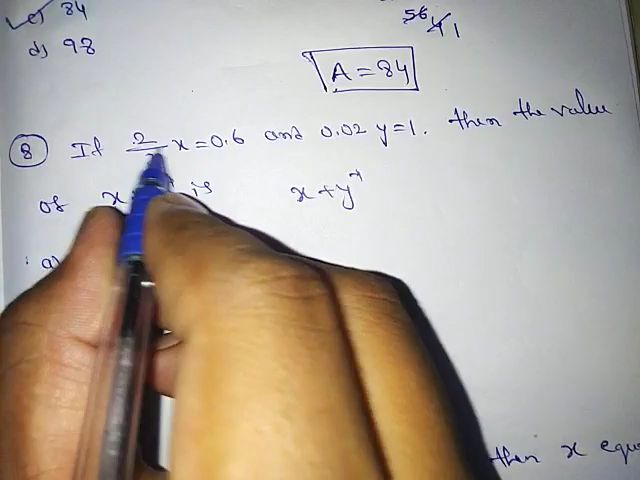 c) 84
d) 98
56
A = 84
8 If 2 x = 0.6 and 0.02 y = 1. then the value
of x is x + y⁻¹
a)
then x equ